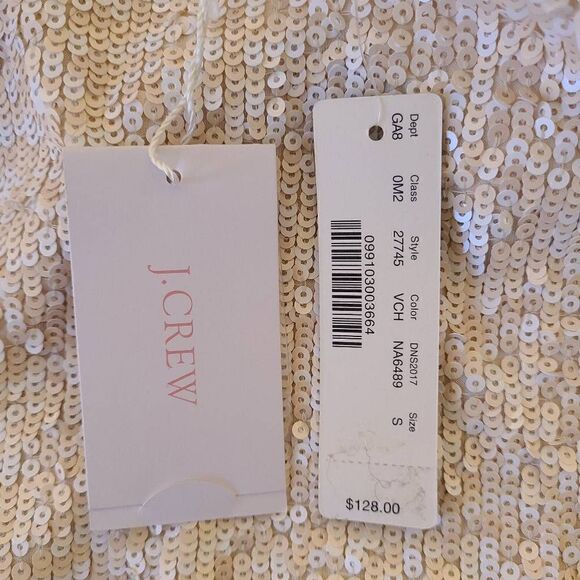 J.CREW
Dept Class Style Color DNS2017 Size
GA8 0M2 27745 VCH NA6489 S
099103003664
$128.00